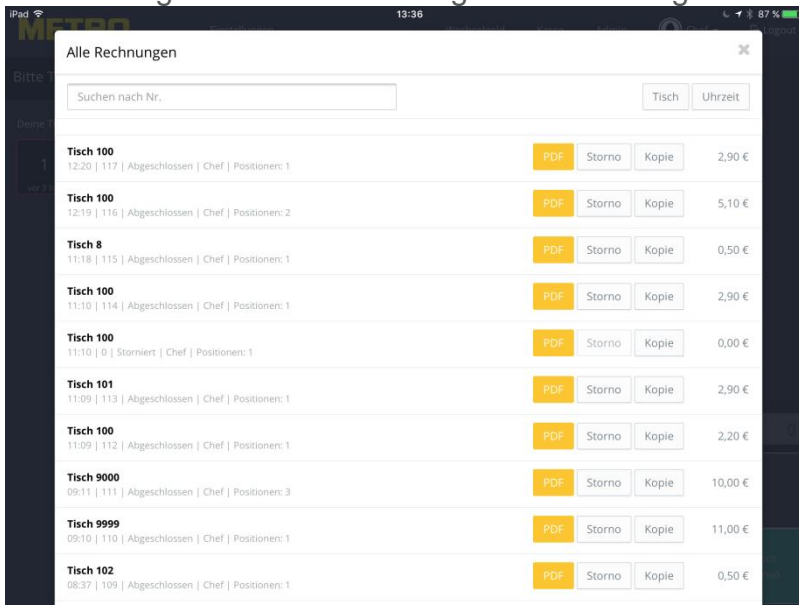 iPad 13:36 87 %
METRO
Logout
Alle Rechnungen
Bitte T
Suchen nach Nr. Tisch Uhrzeit
Deine T
Tisch 100
12:20 | 117 | Abgeschlossen | Chef | Positionen: 1 PDF Storno Kopie 2,90 €
Tisch 100
12:19 | 116 | Abgeschlossen | Chef | Positionen: 2 PDF Storno Kopie 5,10 €
Tisch 8
11:18 | 115 | Abgeschlossen | Chef | Positionen: 1 PDF Storno Kopie 0,50 €
Tisch 100
11:10 | 114 | Abgeschlossen | Chef | Positionen: 1 PDF Storno Kopie 2,90 €
Tisch 100
11:10 | 0 | Storniert | Chef | Positionen: 1 PDF Storno Kopie 0,00 €
Tisch 101
11:09 | 113 | Abgeschlossen | Chef | Positionen: 1 PDF Storno Kopie 2,90 €
Tisch 100
11:09 | 112 | Abgeschlossen | Chef | Positionen: 1 PDF Storno Kopie 2,20 €
Tisch 9000
09:11 | 111 | Abgeschlossen | Chef | Positionen: 3 PDF Storno Kopie 10,00 €
Tisch 9999
09:10 | 110 | Abgeschlossen | Chef | Positionen: 1 PDF Storno Kopie 11,00 €
Tisch 102
08:37 | 109 | Abgeschlossen | Chef | Positionen: 1 PDF Storno Kopie 0,50 €